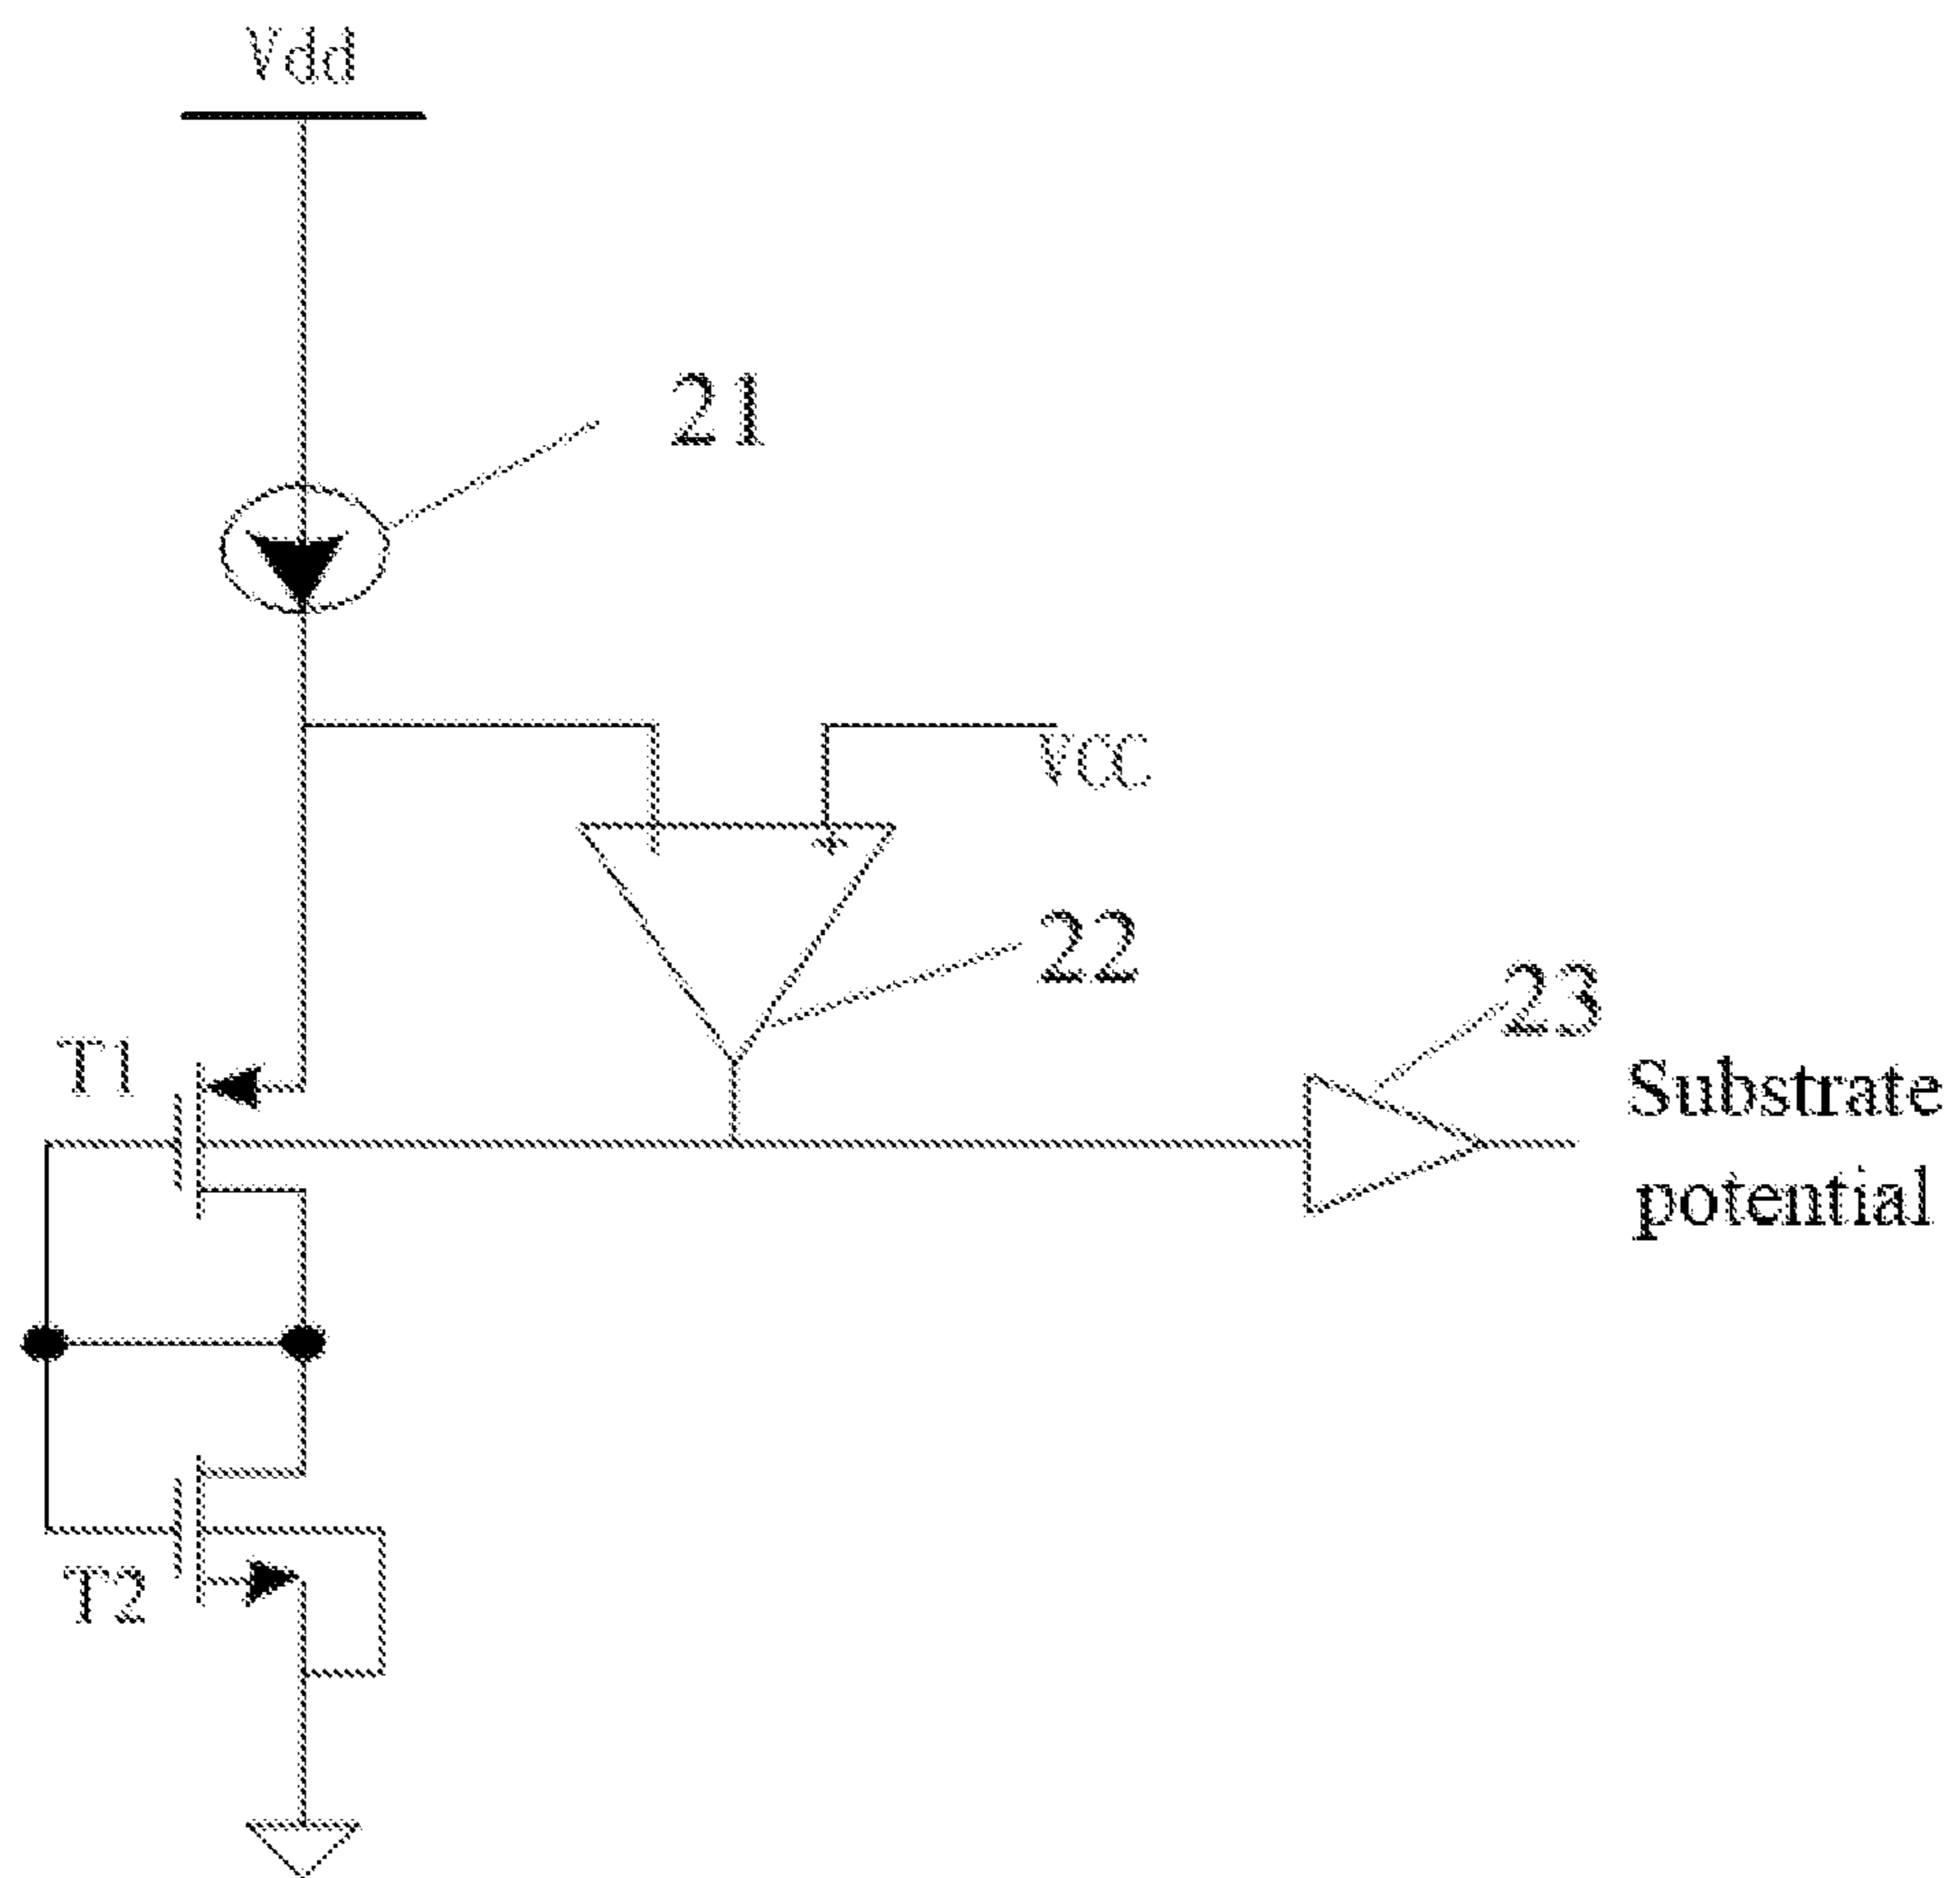 Vdd
21
VCC
22
23
T1
Substrate
potential
T2